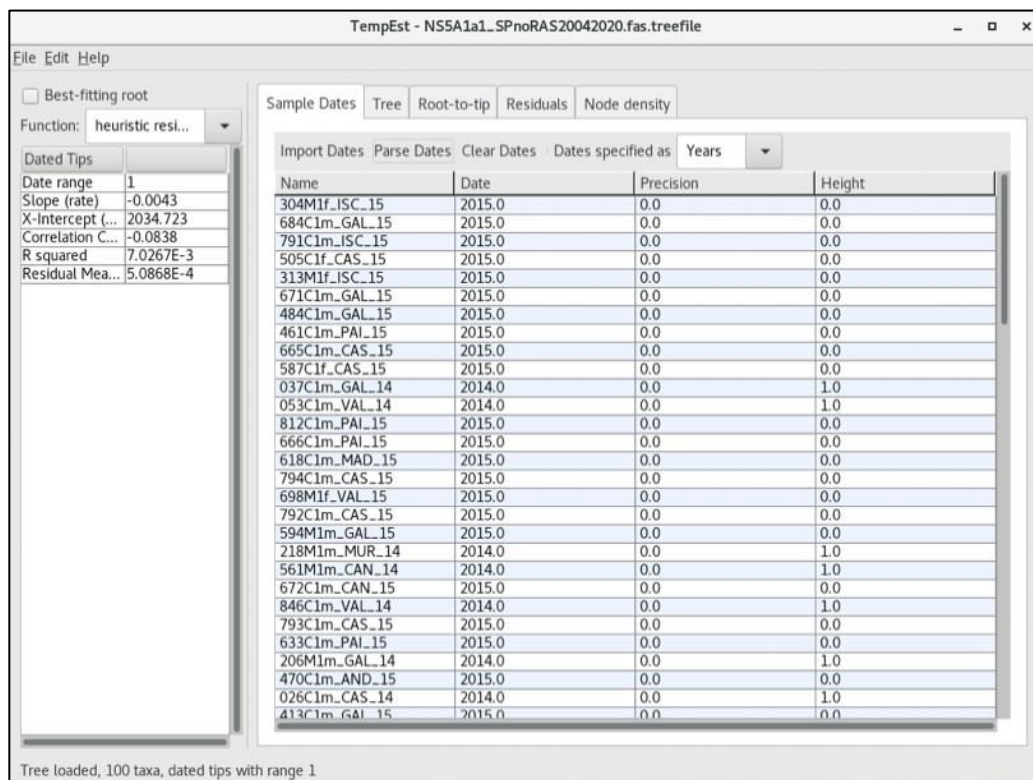 TempEst - NS5A1a1_SPnoRAS20042020.fas.treefile
File Edit Help
Best-fitting root
Function: heuristic resi...
Dated Tips
Date range 1
Slope (rate) -0.0043
X-Intercept (... 2034.723
Correlation C... -0.0838
R squared 7.0267E-3
Residual Mea... 5.0868E-4
Sample Dates Tree Root-to-tip Residuals Node density
Import Dates Parse Dates Clear Dates Dates specified as Years
Name Date Precision Height
304M1f_ISC_15 2015.0 0.0 0.0
684C1m_GAL_15 2015.0 0.0 0.0
791C1m_ISC_15 2015.0 0.0 0.0
505C1f_CAS_15 2015.0 0.0 0.0
313M1f_ISC_15 2015.0 0.0 0.0
671C1m_GAL_15 2015.0 0.0 0.0
484C1m_GAL_15 2015.0 0.0 0.0
461C1m_PAI_15 2015.0 0.0 0.0
665C1m_CAS_15 2015.0 0.0 0.0
587C1f_CAS_15 2015.0 0.0 0.0
037C1m_GAL_14 2014.0 0.0 1.0
053C1m_VAL_14 2014.0 0.0 1.0
812C1m_PAI_15 2015.0 0.0 0.0
666C1m_PAI_15 2015.0 0.0 0.0
618C1m_MAD_15 2015.0 0.0 0.0
794C1m_CAS_15 2015.0 0.0 0.0
698M1f_VAL_15 2015.0 0.0 0.0
792C1m_CAS_15 2015.0 0.0 0.0
594M1m_GAL_15 2015.0 0.0 0.0
218M1m_MUR_14 2014.0 0.0 1.0
561M1m_CAN_14 2014.0 0.0 1.0
672C1m_CAN_15 2015.0 0.0 0.0
846C1m_VAL_14 2014.0 0.0 1.0
793C1m_CAS_15 2015.0 0.0 0.0
633C1m_PAI_15 2015.0 0.0 0.0
206M1m_GAL_14 2014.0 0.0 1.0
470C1m_AND_15 2015.0 0.0 0.0
026C1m_CAS_14 2014.0 0.0 1.0
413C1m_GAL_15 2015.0 0.0 0.0
Tree loaded, 100 taxa, dated tips with range 1